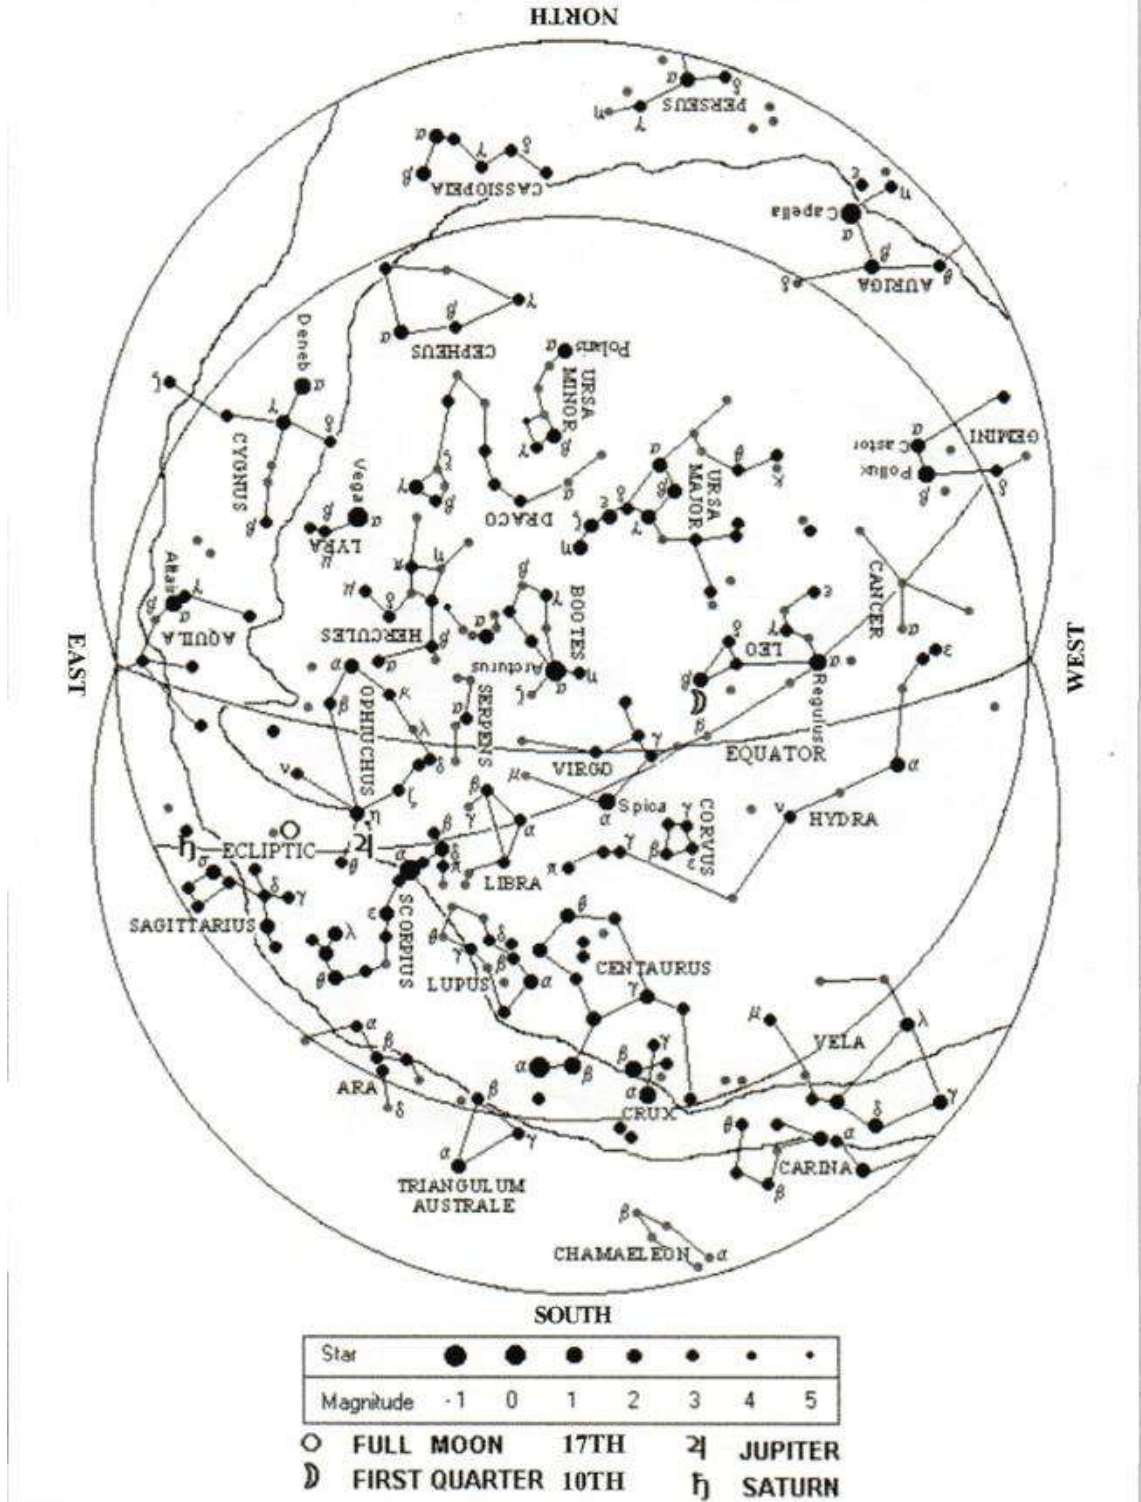 NORTH
α δ
PERSEUS
η γ
α γ δ
β CASSIOPEIA
ε η
Capella
α
β
AURIGA
δ θ
γ
β
α
CEPHEUS
Deneb α
ζ γ
δ
CYGNUS
β
Polaris α
URSA
MINOR
β
γ
GEMINI
α
Castor
Pollux
β
δ
Vega α
β
LYRA
μ
ξ
γ
β
DRACO
α
α θ
β κ
URSA
MAJOR
δ γ
ε
ζ
η
Altair γ
β α
AQUILA
π η
μ
δ
HERCULES
β
α
β
γ
BOOTES
α
Arcturus
α η
ζ
ε
CANCER
α
γ
δ
LEO
β α
Regulus
ε
EAST
WEST
α
β κ
OPHIUCHUS
λ
δ
ν
ζ
η
SERPENS
α
EQUATOR
VIRGO
γ
α
μ
Spica
α
β
γ
α
LIBRA
CORVUS
γ
β
ε
γ
π
ν
HYDRA
ECLIPTIC
θ
β
α δ
π
SCORPIUS
ε
λ
θ
σ
δ γ
SAGITTARIUS
θ
γ
δ
β
LUPUS α
θ
CENTAURUS
γ
α β
μ
λ
VELA
γ
δ
α
β
ARA
δ
β
α
γ
CRUX
β
α γ
TRIANGULUM
AUSTRALE
θ
α
CARINA
β
β
CHAMAELEON α
SOUTH
Star
Magnitude -1 0 1 2 3 4 5
FULL MOON 17TH ♃ JUPITER
FIRST QUARTER 10TH ♄ SATURN